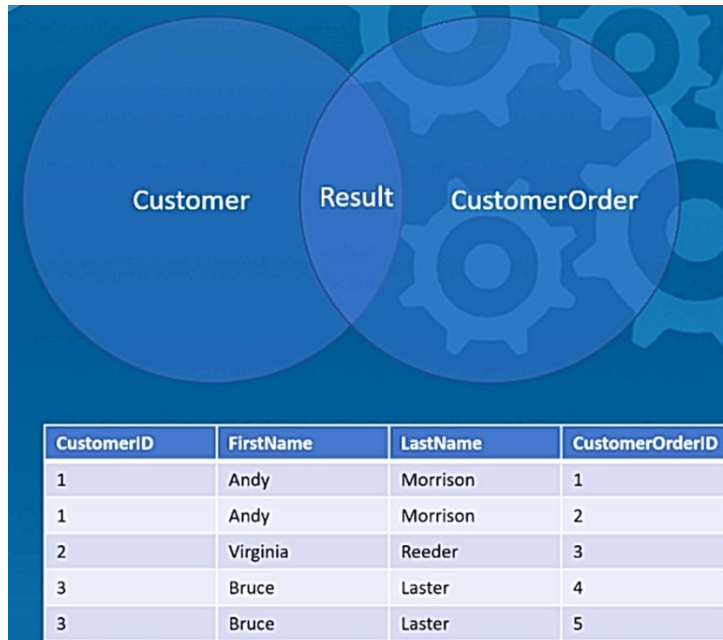 Customer Result CustomerOrder
CustomerID FirstName LastName CustomerOrderID
1 Andy Morrison 1
1 Andy Morrison 2
2 Virginia Reeder 3
3 Bruce Laster 4
3 Bruce Laster 5